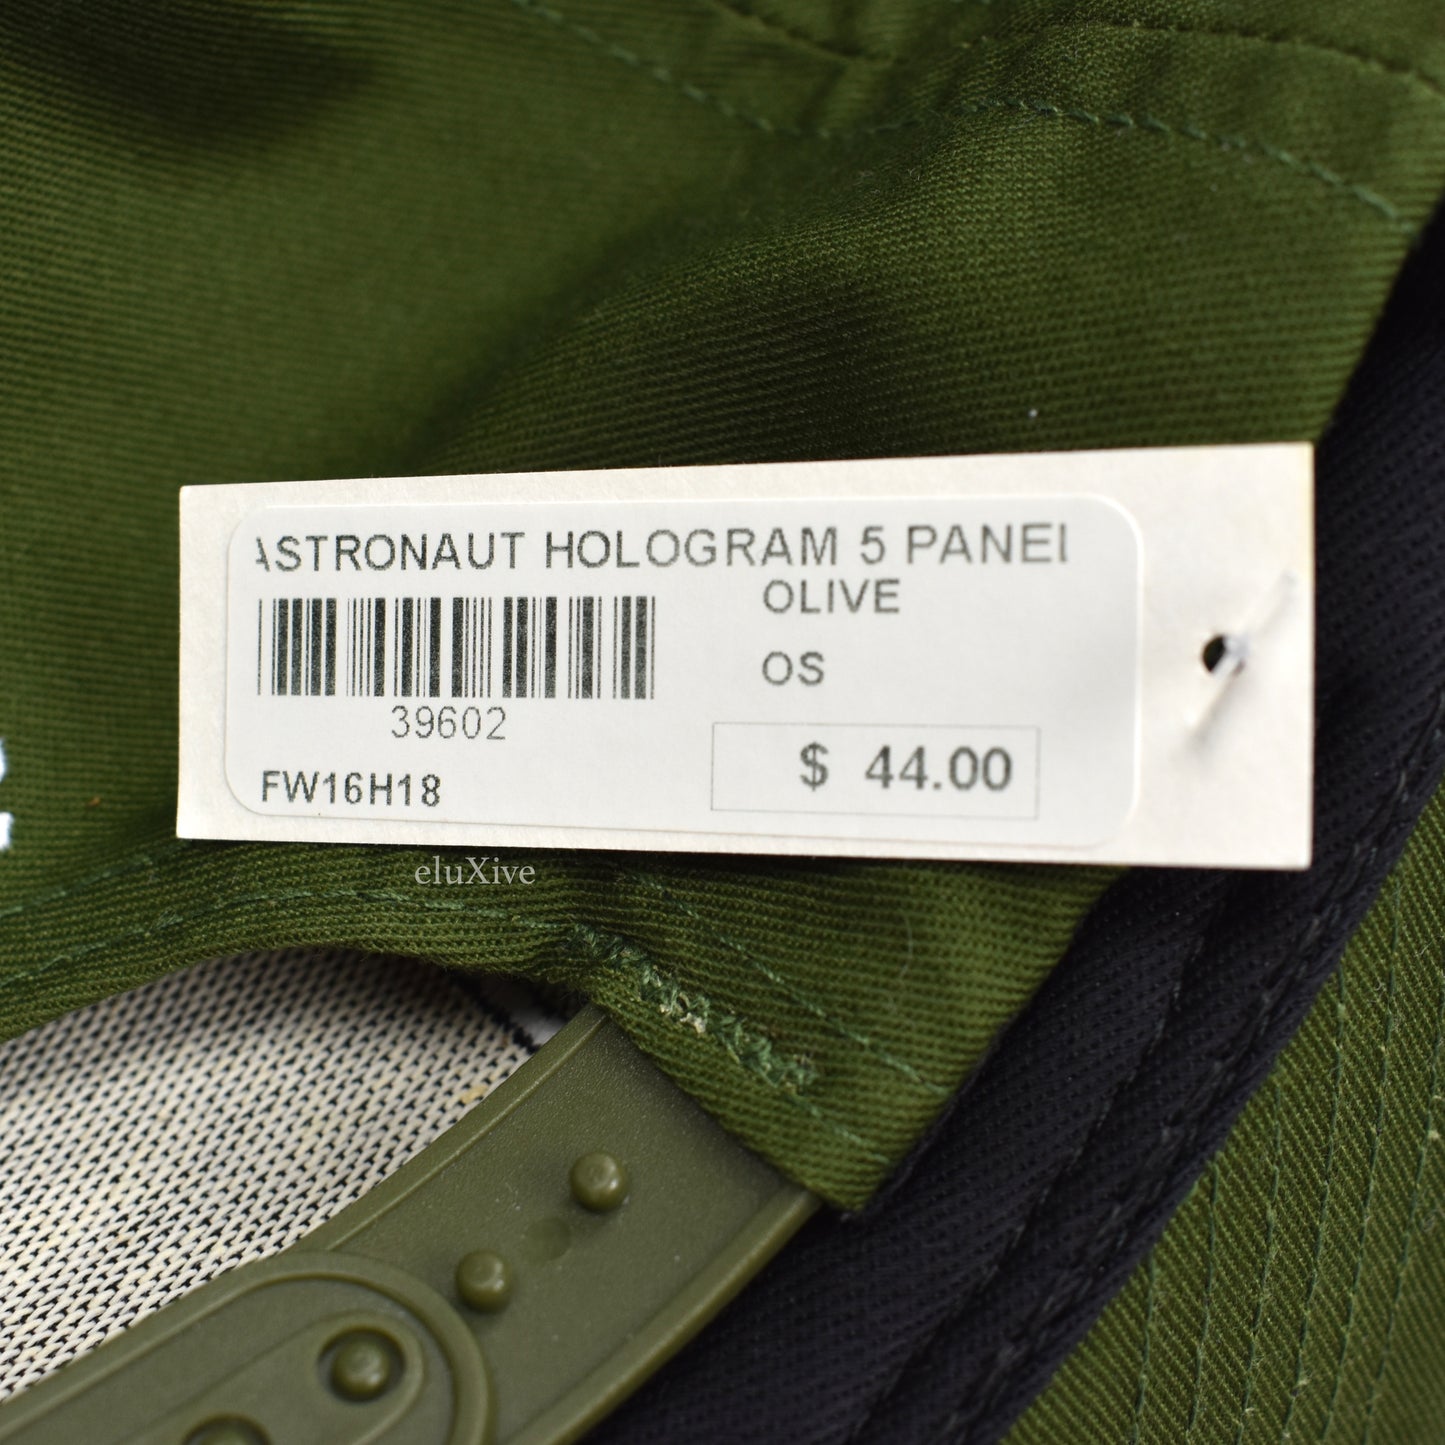 ASTRONAUT HOLOGRAM 5 PANEL
OLIVE
OS
39602
FW16H18
$ 44.00
eluXive